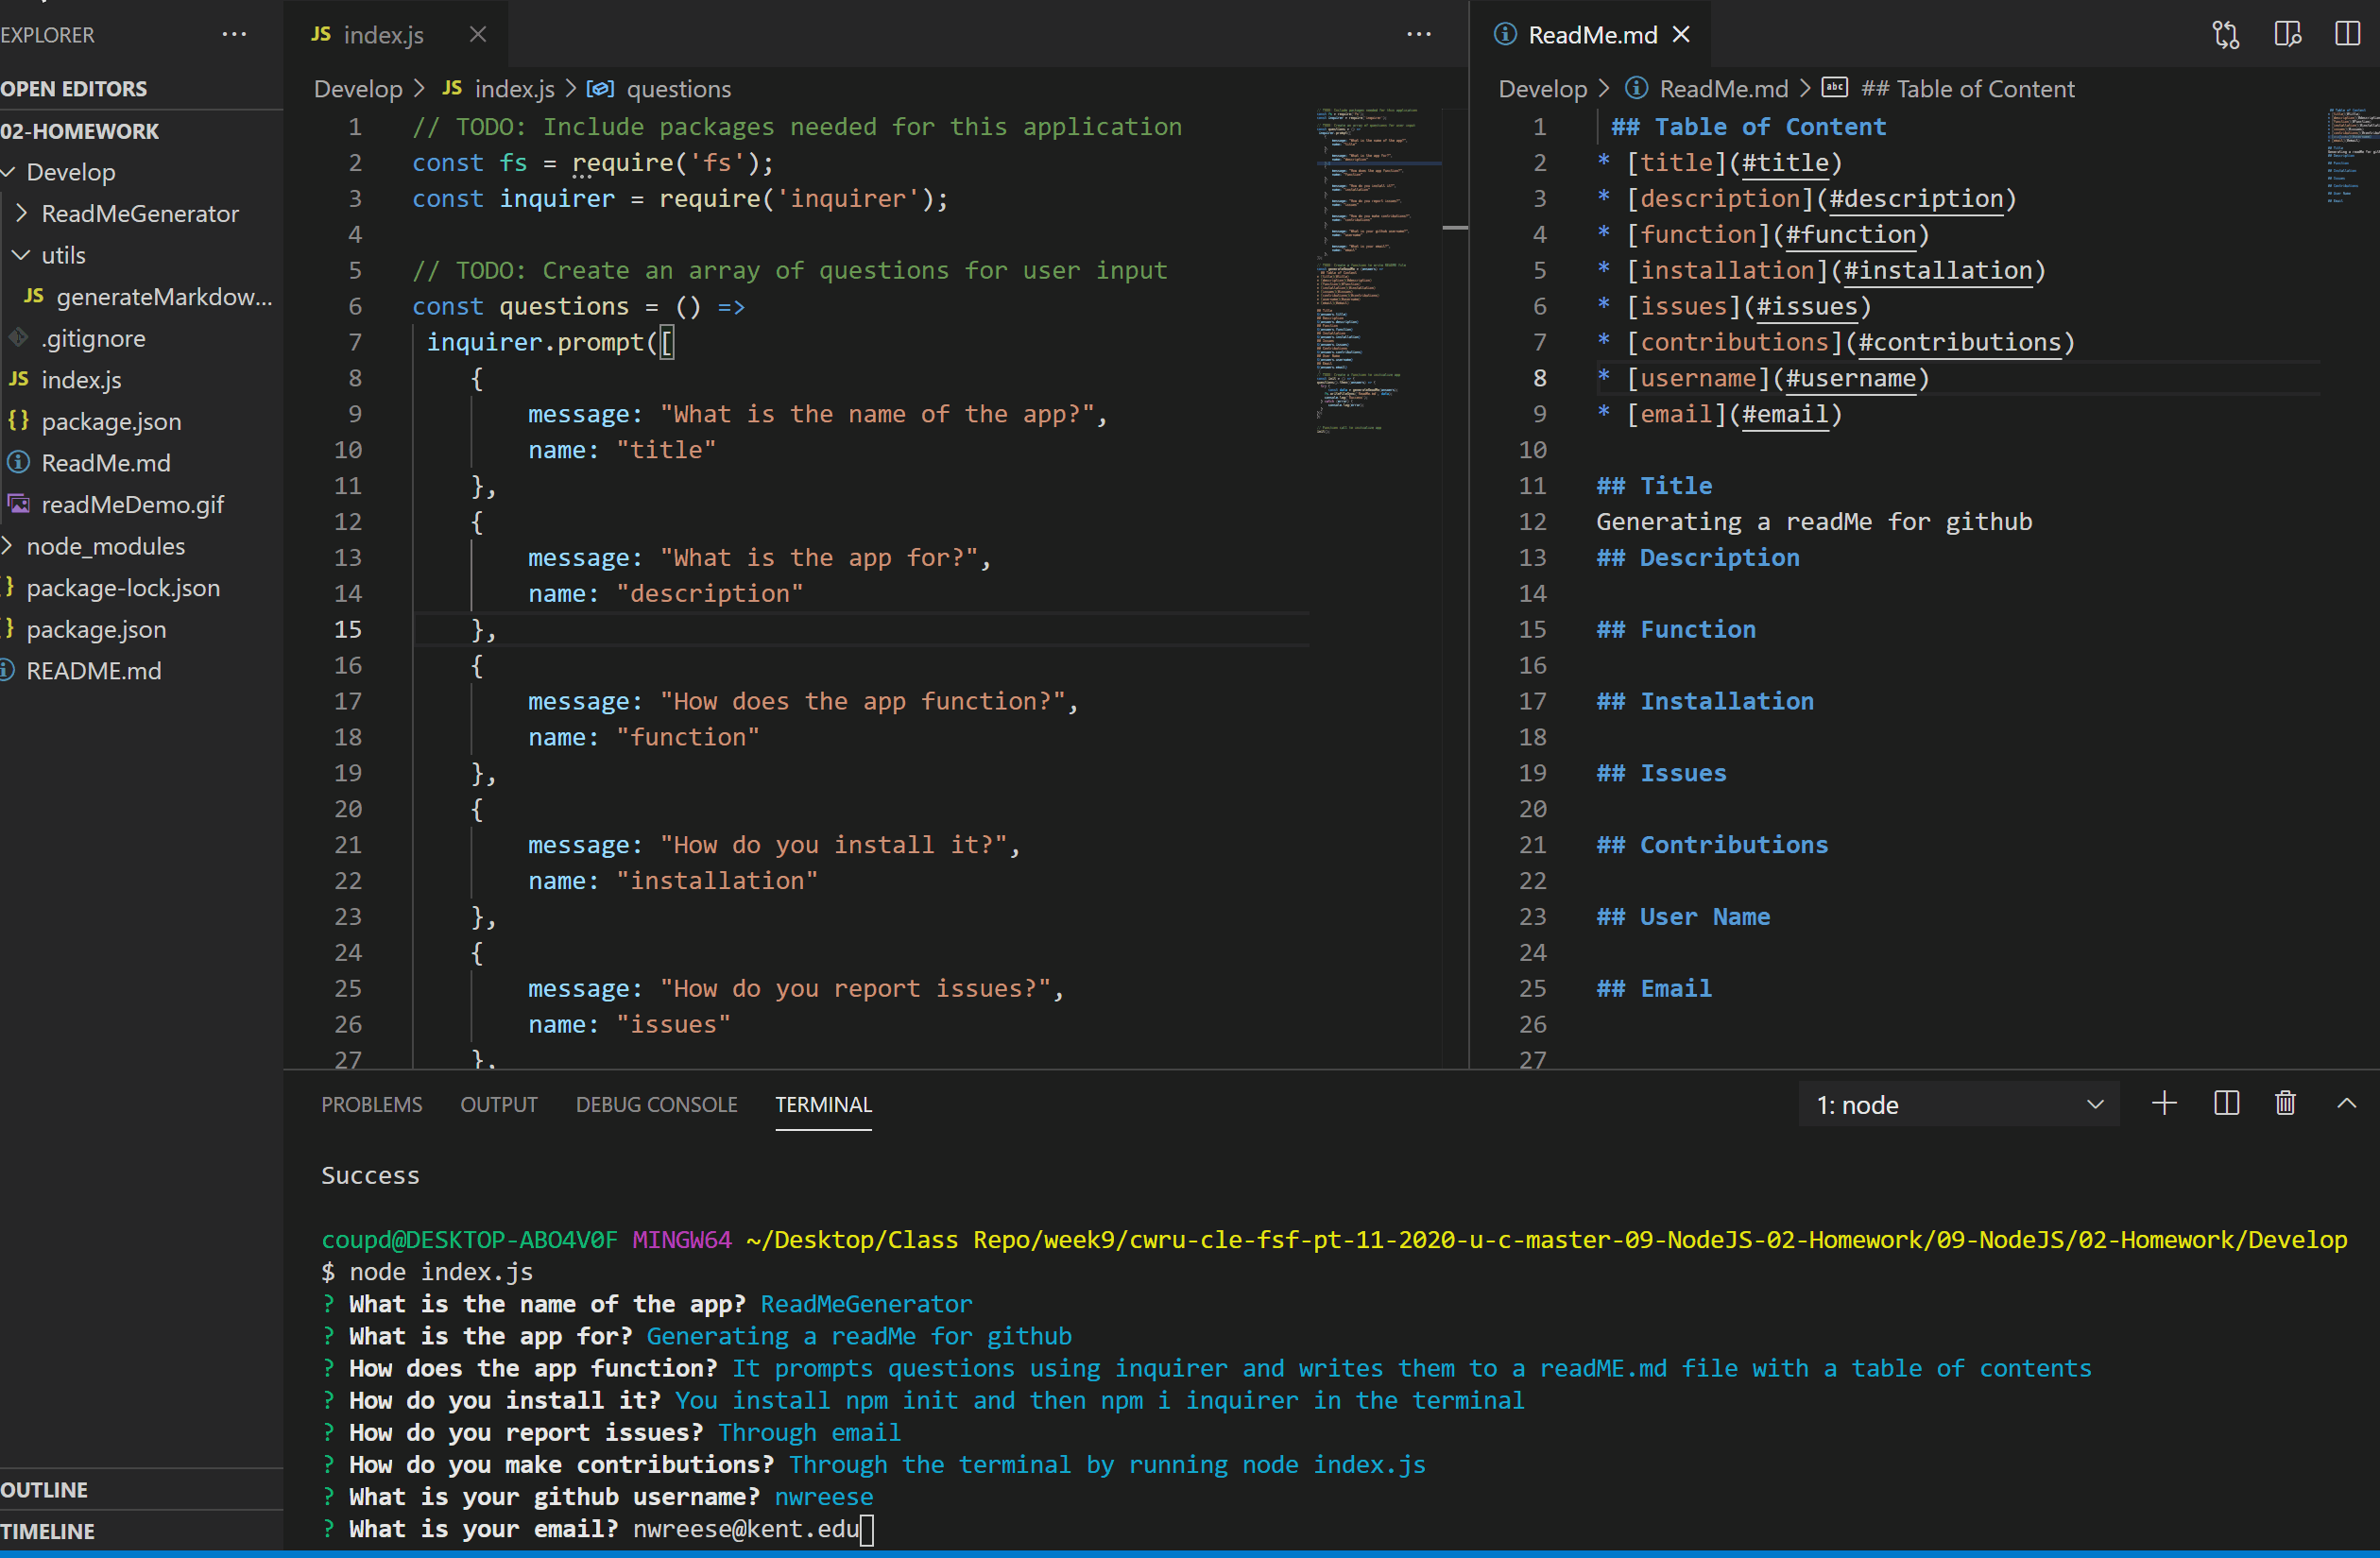 EXPLORER
OPEN EDITORS
02-HOMEWORK
Develop
ReadMeGenerator
utils
JS generateMarkdow...
.gitignore
JS index.js
{} package.json
ReadMe.md
readMeDemo.gif
node_modules
package-lock.json
package.json
README.md
OUTLINE
TIMELINE
JS index.js
Develop > JS index.js > questions
1 // TODO: Include packages needed for this application
2 const fs = require('fs');
3 const inquirer = require('inquirer');
4
5 // TODO: Create an array of questions for user input
6 const questions = () =>
7 inquirer.prompt([
8 {
9 message: "What is the name of the app?",
10 name: "title"
11 },
12 {
13 message: "What is the app for?",
14 name: "description"
15 },
16 {
17 message: "How does the app function?",
18 name: "function"
19 },
20 {
21 message: "How do you install it?",
22 name: "installation"
23 },
24 {
25 message: "How do you report issues?",
26 name: "issues"
27 },
ReadMe.md
Develop > ReadMe.md > abc ## Table of Content
1 ## Table of Content
2 * [title](#title)
3 * [description](#description)
4 * [function](#function)
5 * [installation](#installation)
6 * [issues](#issues)
7 * [contributions](#contributions)
8 * [username](#username)
9 * [email](#email)
10
11 ## Title
12 Generating a readMe for github
13 ## Description
14
15 ## Function
16
17 ## Installation
18
19 ## Issues
20
21 ## Contributions
22
23 ## User Name
24
25 ## Email
26
27
PROBLEMS OUTPUT DEBUG CONSOLE TERMINAL
1: node
Success
coupd@DESKTOP-ABO4V0F MINGW64 ~/Desktop/Class Repo/week9/cwru-cle-fsf-pt-11-2020-u-c-master-09-NodeJS-02-Homework/09-NodeJS/02-Homework/Develop
$ node index.js
? What is the name of the app? ReadMeGenerator
? What is the app for? Generating a readMe for github
? How does the app function? It prompts questions using inquirer and writes them to a readME.md file with a table of contents
? How do you install it? You install npm init and then npm i inquirer in the terminal
? How do you report issues? Through email
? How do you make contributions? Through the terminal by running node index.js
? What is your github username? nwreese
? What is your email? nwreese@kent.edu